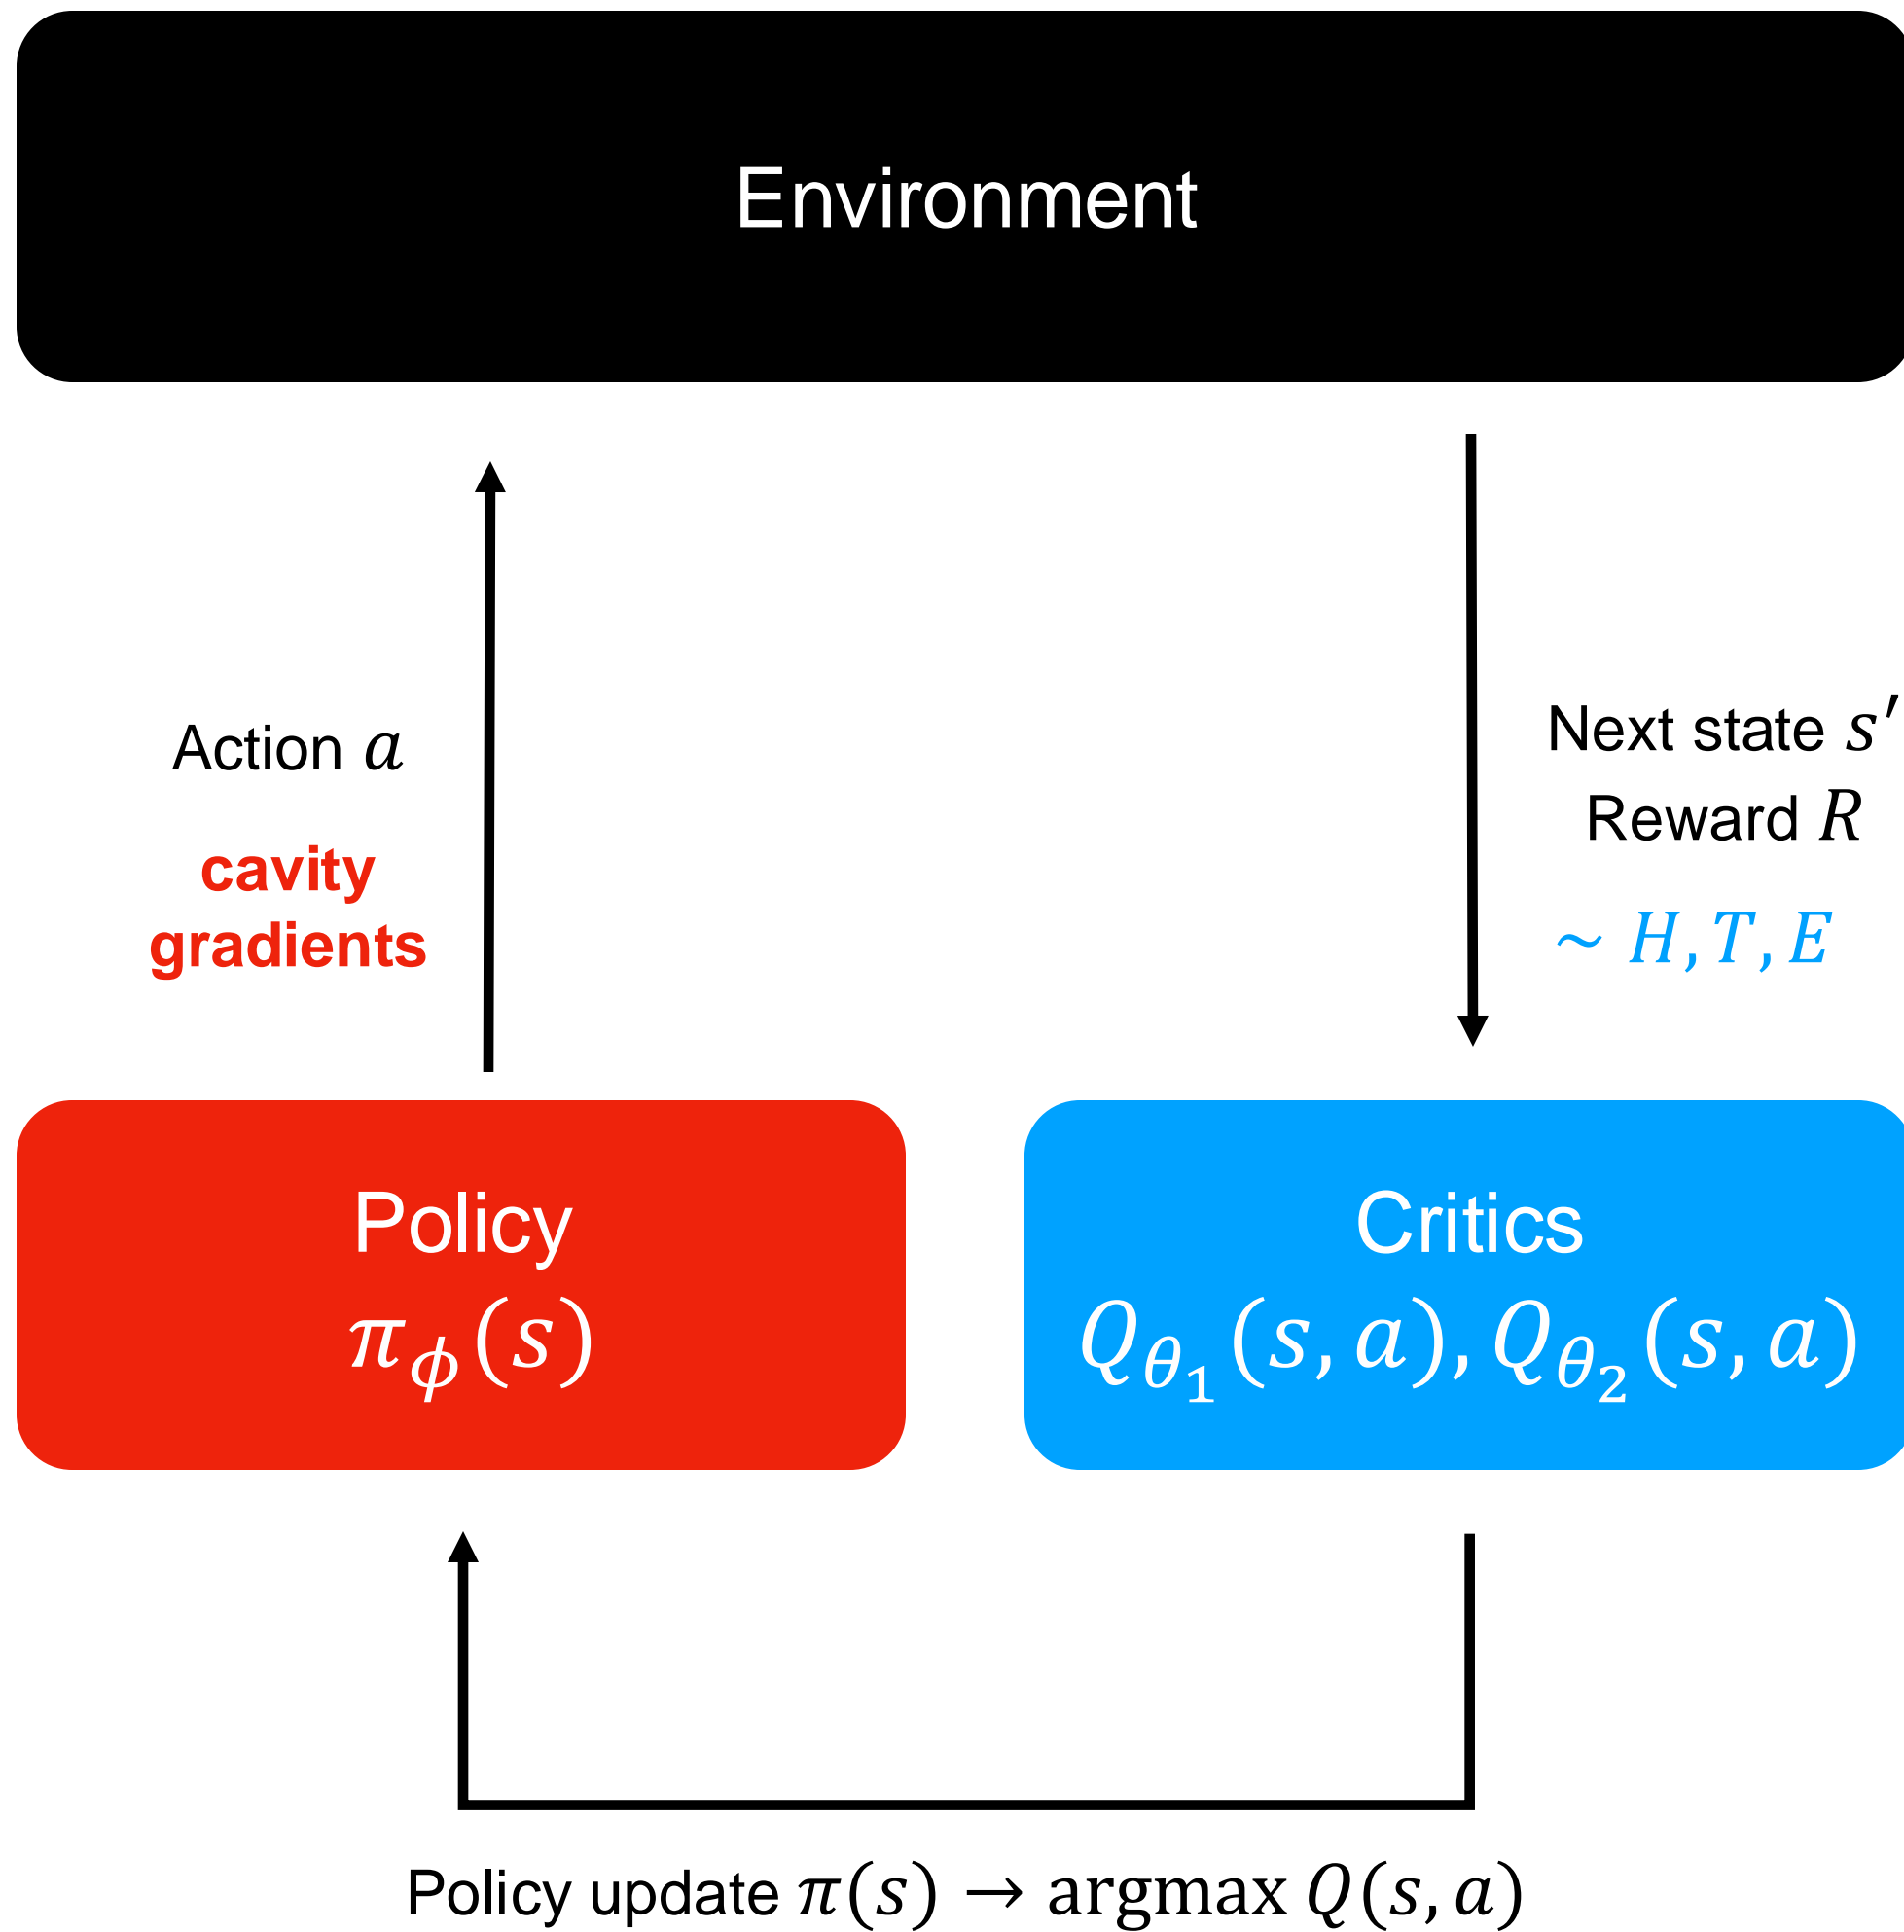 Environment
Action a
cavity
gradients
Next state s′
Reward R
~ H, T, E
Policy
π_ϕ(s)
Critics
Q_θ₁(s, a), Q_θ₂(s, a)
Policy update π(s) → argmax Q(s, a)